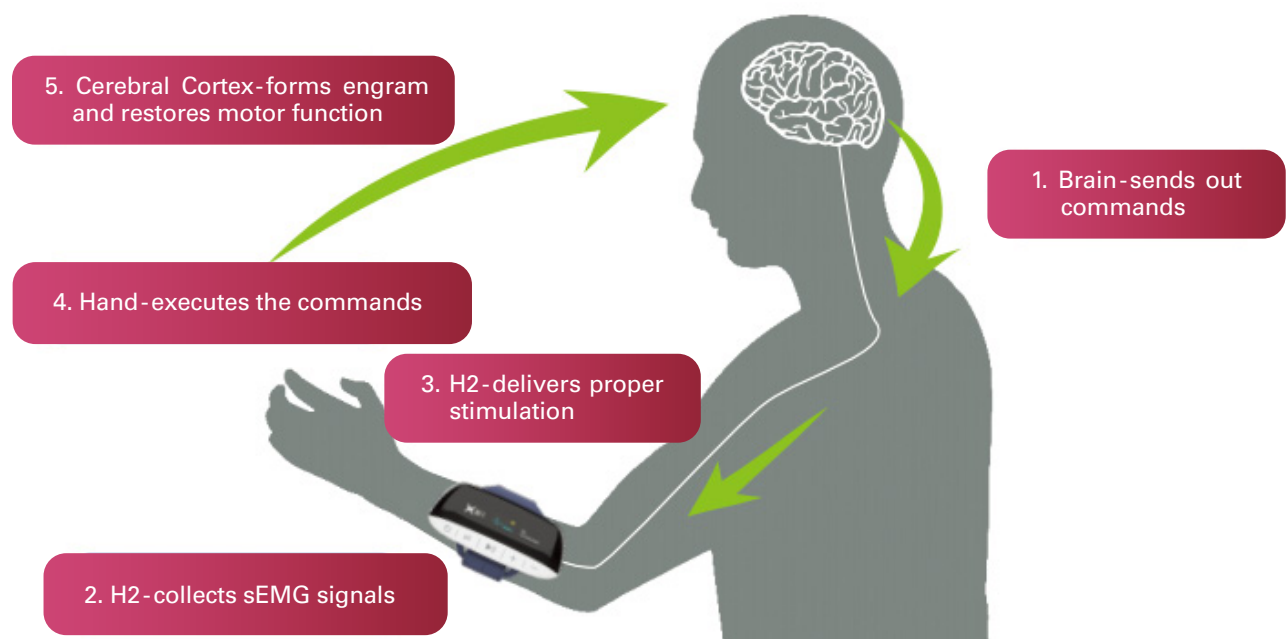 1. Brain-sends out
commands
2. H2-collects sEMG signals
3. H2-delivers proper
stimulation
4. Hand-executes the commands
5. Cerebral Cortex-forms engram
and restores motor function